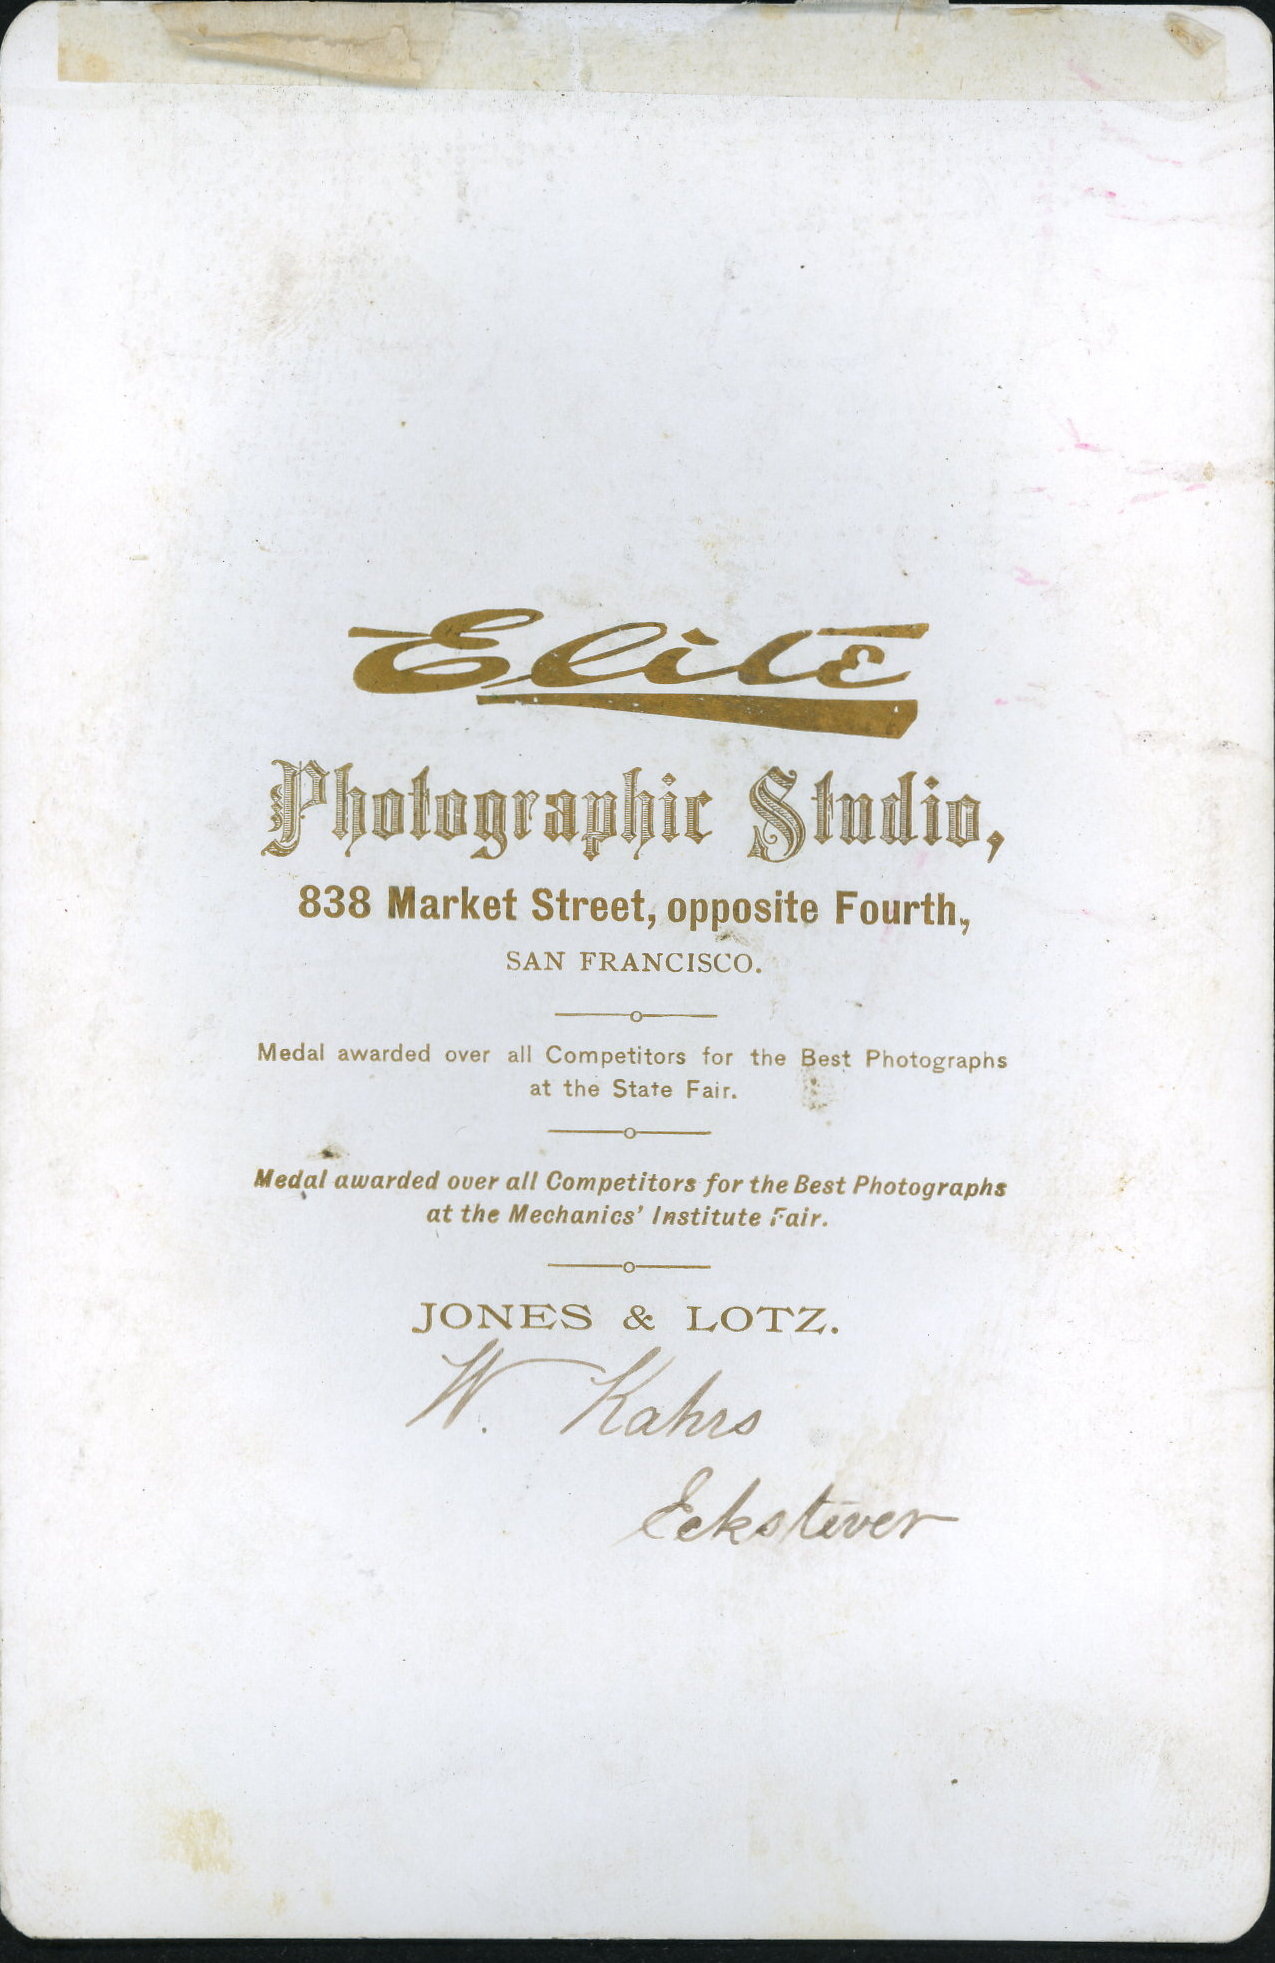 Elite
Photographic Studio,
838 Market Street, opposite Fourth,
SAN FRANCISCO.
Medal awarded over all Competitors for the Best Photographs
at the State Fair.
Medal awarded over all Competitors for the Best Photographs
at the Mechanics' Institute Fair.
JONES & LOTZ.
W. Kahrs
Eckstever